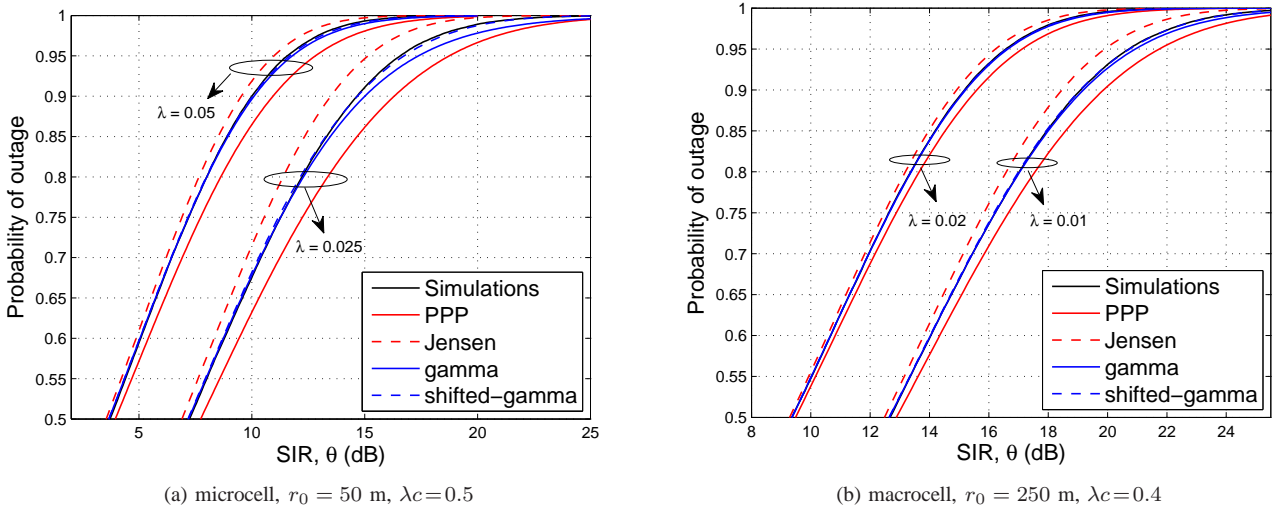 1
0.95
0.9
0.85
0.8
0.75
0.7
0.65
0.6
0.55
0.5
Probability of outage
λ = 0.05
λ = 0.025
Simulations
PPP
Jensen
gamma
shifted−gamma
5 10 15 20 25
SIR, θ (dB)
(a) microcell, r0 = 50 m, λc=0.5
1
0.95
0.9
0.85
0.8
0.75
0.7
0.65
0.6
0.55
0.5
Probability of outage
λ = 0.02
λ = 0.01
Simulations
PPP
Jensen
gamma
shifted−gamma
8 10 12 14 16 18 20 22 24
SIR, θ (dB)
(b) macrocell, r0 = 250 m, λc=0.4